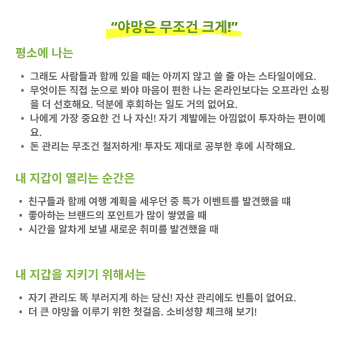 “야망은 무조건 크게!”
평소에 나는
• 그래도 사람들과 함께 있을 때는 아끼지 않고 쓸 줄 아는 스타일이에요.
• 무엇이든 직접 눈으로 봐야 마음이 편한 나는 온라인보다는 오프라인 쇼핑
을 더 선호해요. 덕분에 후회하는 일도 거의 없어요.
• 나에게 가장 중요한 건 나 자신! 자기 계발에는 아낌없이 투자하는 편이예
요.
• 돈 관리는 무조건 철저하게! 투자도 제대로 공부한 후에 시작해요.
내 지갑이 열리는 순간은
• 친구들과 함께 여행 계획을 세우던 중 특가 이벤트를 발견했을 떄
• 좋아하는 브랜드의 포인트가 많이 쌓였을 때
• 시간을 알차게 보낼 새로운 취미를 발견했을 때
내 지갑을 지키기 위해서는
• 자기 관리도 똑 부러지게 하는 당신! 자산 관리에도 빈틈이 없어요.
• 더 큰 야망을 이루기 위한 첫걸음. 소비성향 체크해 보기!